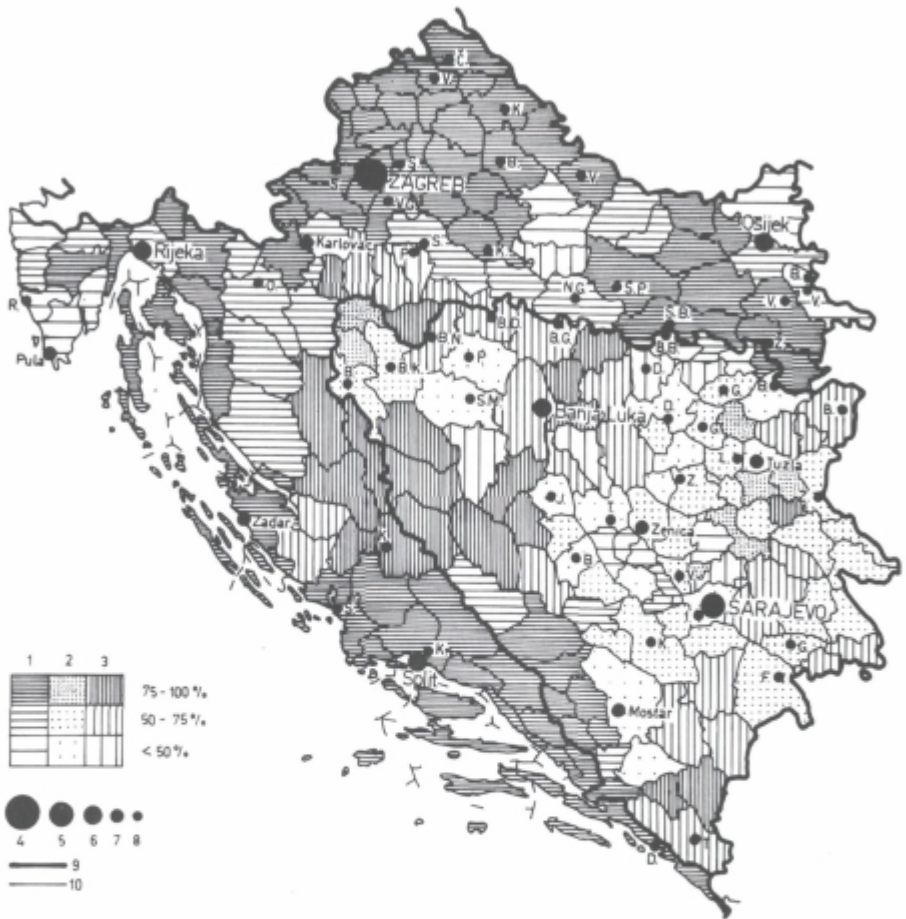 Č.
V.
K.
S.
B.
S.
ZAGREB
V.
V.G.
Karlovac
S.
P.
K.
Osijek
Rijeka
O.
N.G.
S.P.
B.
V.
V.
R.
S.B.
Pula
B.G.
B.N.
P.
B.B.
D.
B.
B.K.
G.
B.
B.
S.M.
Banja Luka
G.
Tuzla
Z.
J.
Zadar
Zenica
K.
B.
SARAJEVO
K.
Split
K.
G.
F.
Mostar
T.
D.
1 2 3
75 - 100 %
50 - 75 %
< 50 %
4 5 6 7 8
9
10